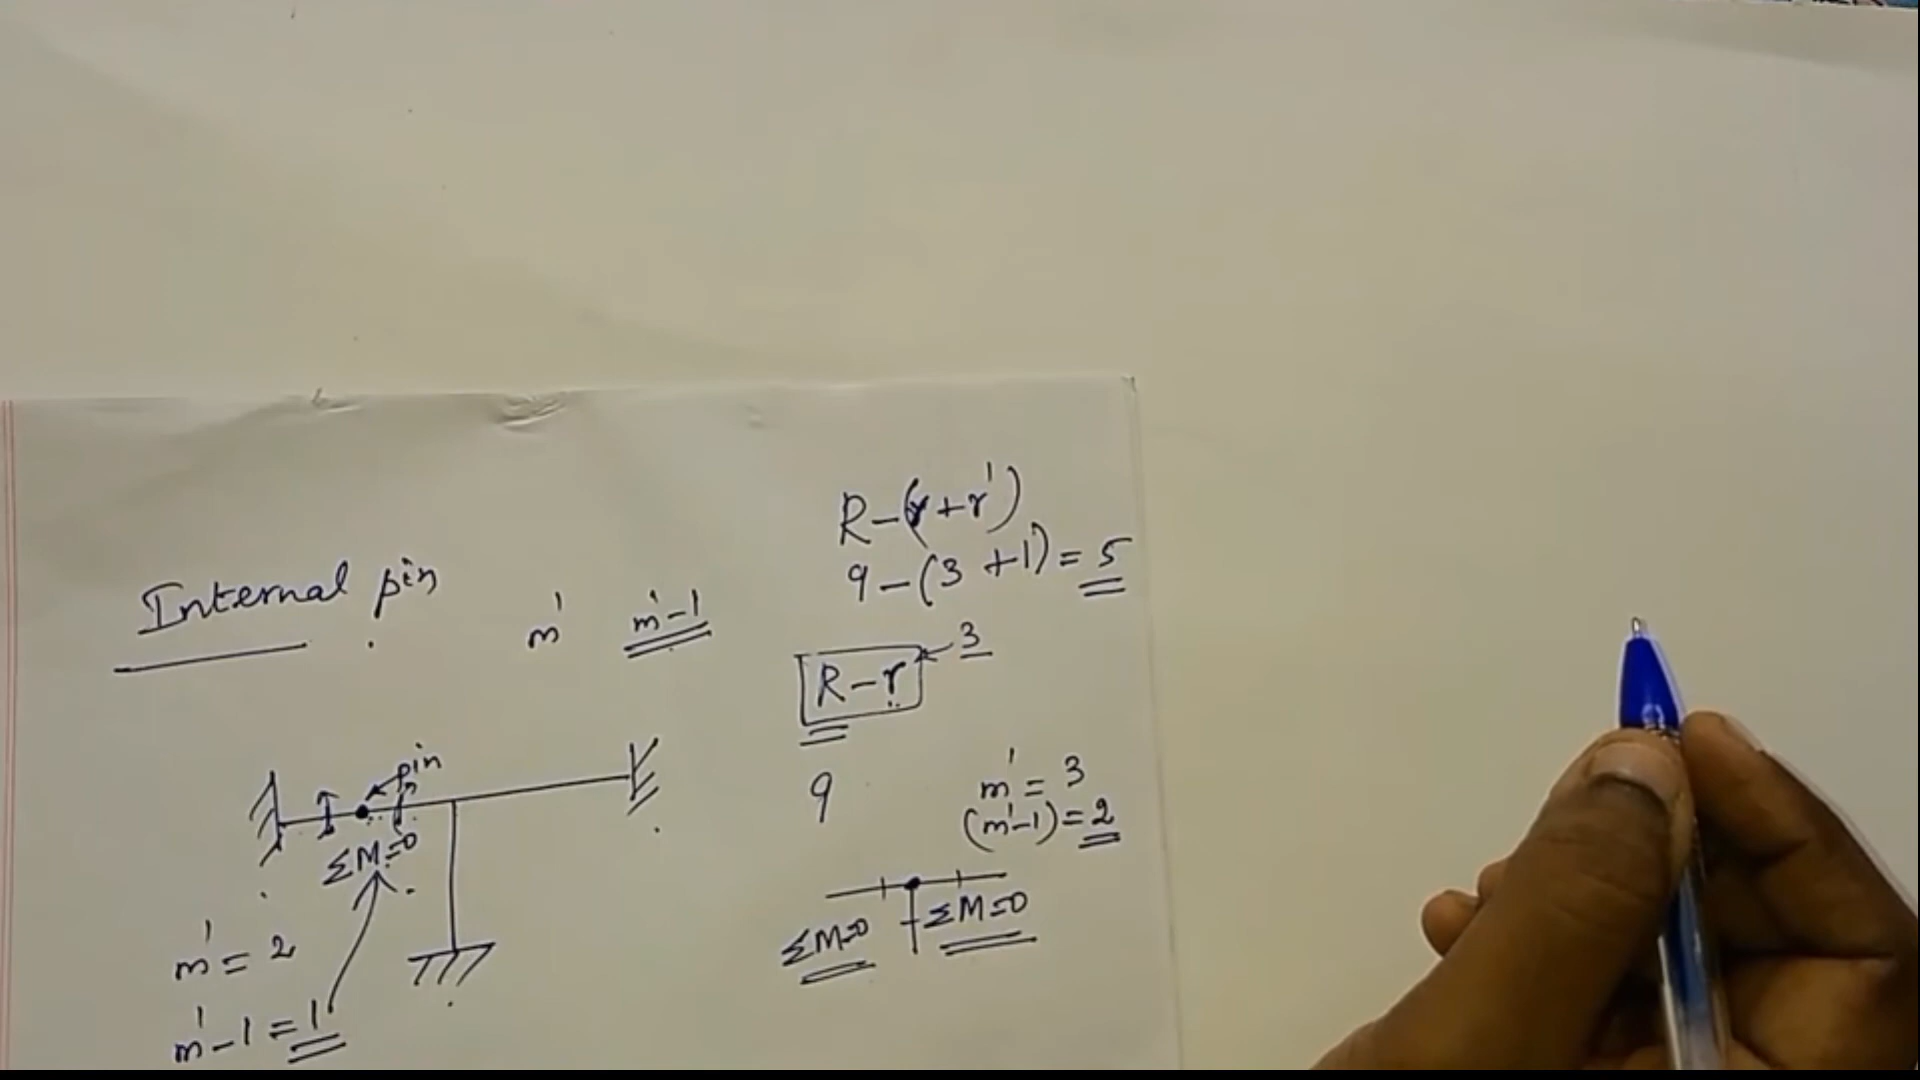 R-(r+r')
9-(3+1)=5
Internal pin
m' m'-1
R-r 3
pin
ΣM=0
9
m'=3
(m'-1)=2
ΣM=0 ΣM=0
m'=2
m'-1=1